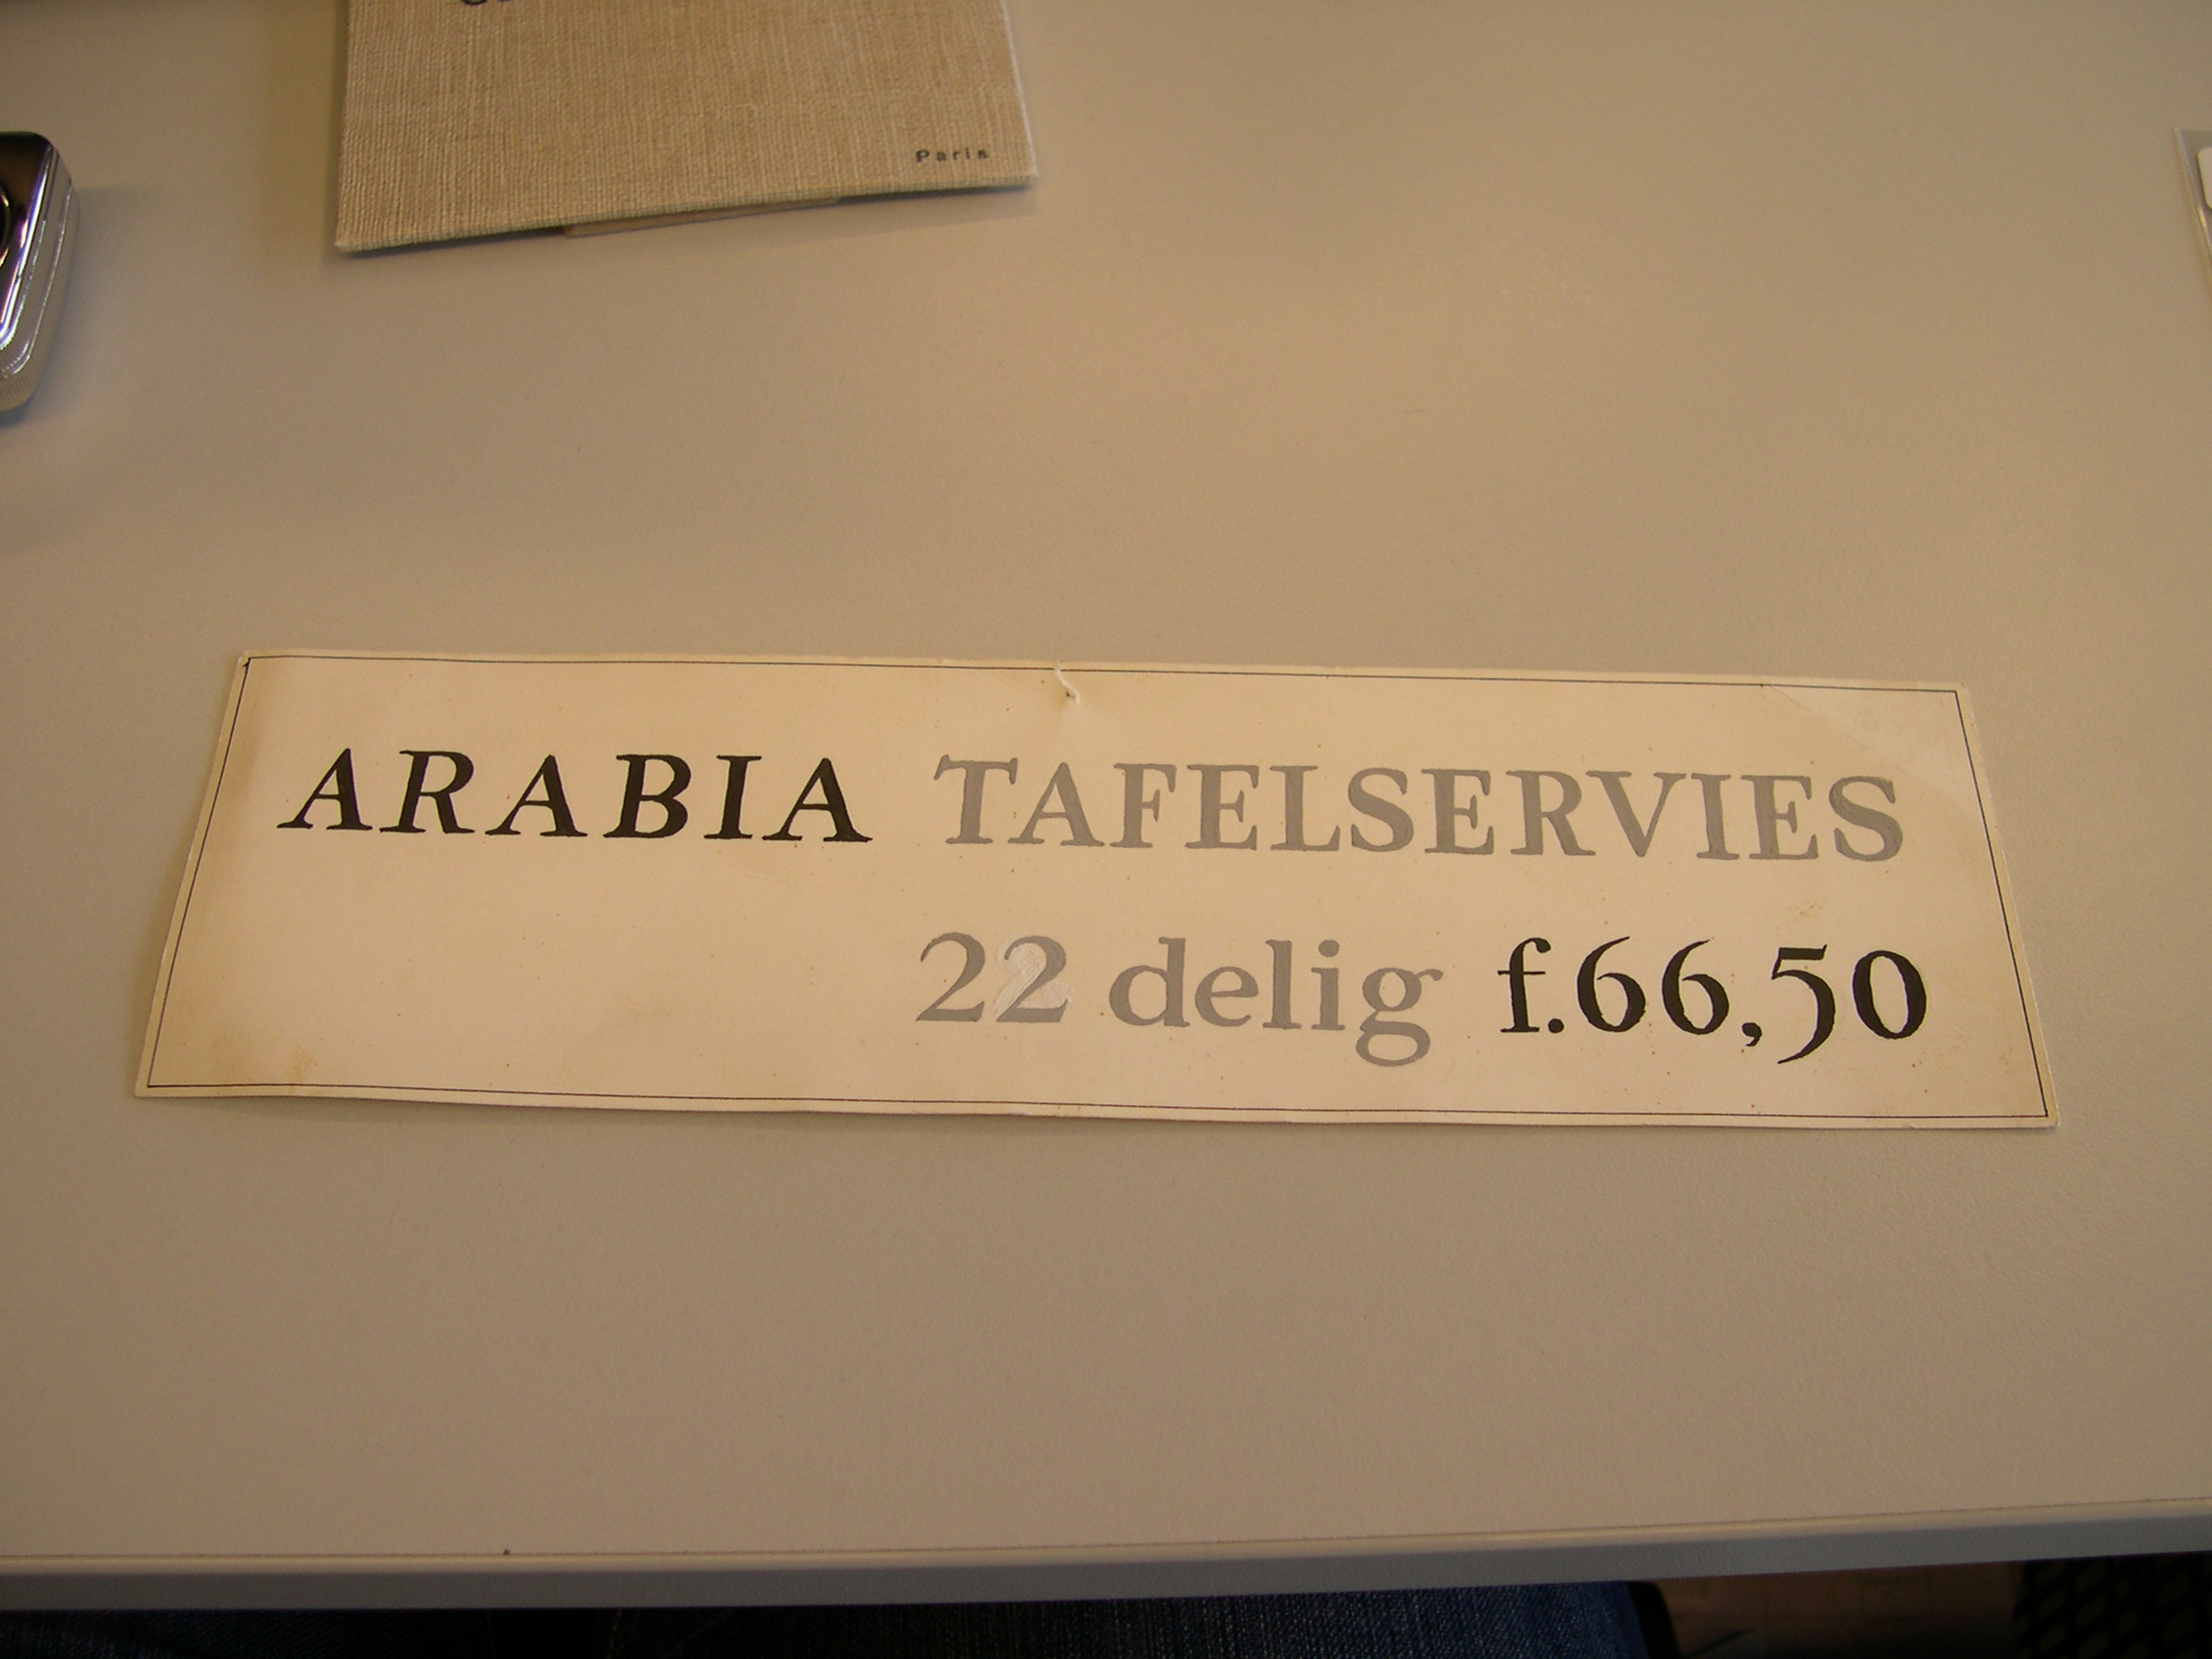 Paris
ARABIA TAFELSERVIES
22 delig f.66,50